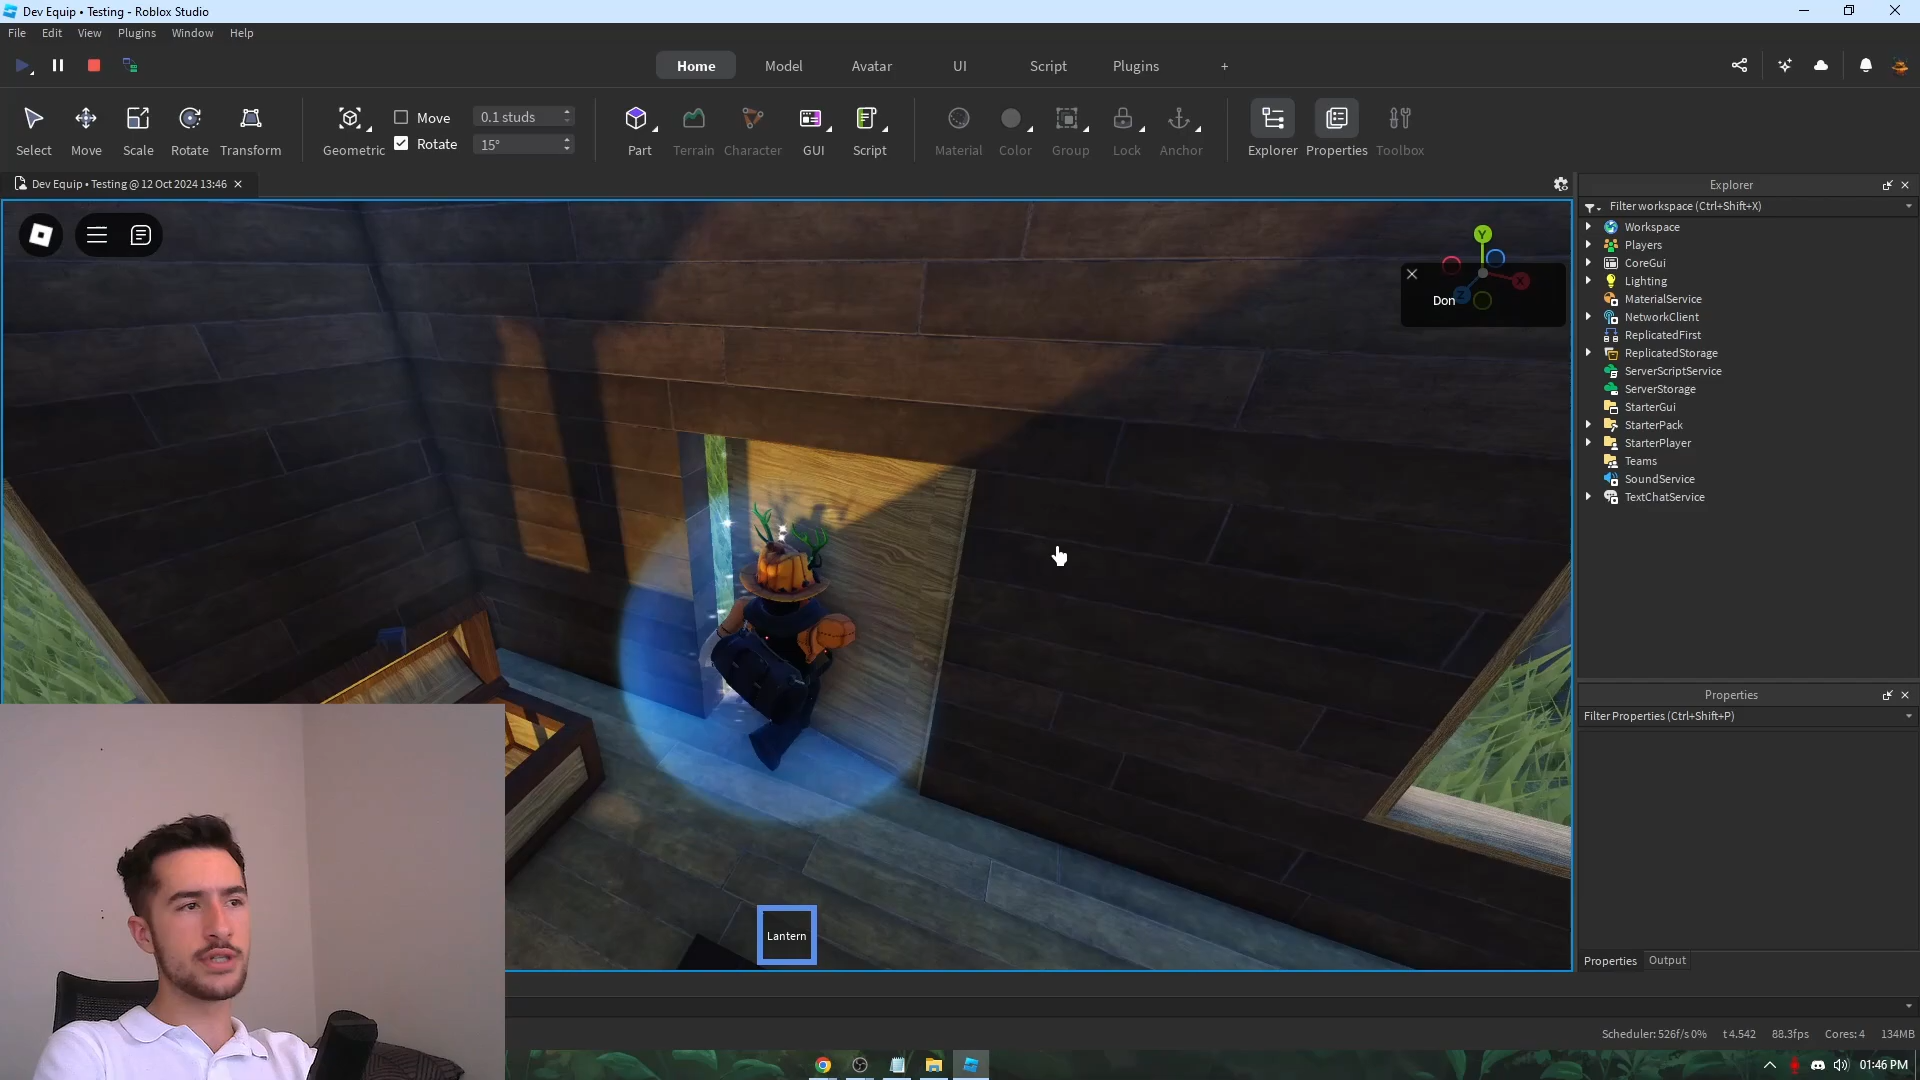 Dev Equip • Testing - Roblox Studio
File Edit View Plugins Window Help
Home Model Avatar UI Script Plugins +
Move 0.1 studs
Rotate 15°
Select Move Scale Rotate Transform Geometric Part Terrain Character GUI Script Material Color Group Lock Anchor Explorer Properties Toolbox
Dev Equip • Testing @ 12 Oct 2024 13:46
Explorer
Filter workspace (Ctrl+Shift+X)
Workspace
Players
CoreGui
Lighting
MaterialService
NetworkClient
ReplicatedFirst
ReplicatedStorage
ServerScriptService
ServerStorage
StarterGui
StarterPack
StarterPlayer
Teams
SoundService
TextChatService
Y
X
Z
Don
Properties
Filter Properties (Ctrl+Shift+P)
Lantern
Properties Output
Scheduler: 526f/s 0% t 4.542 88.3fps Cores: 4 134MB
01:46 PM